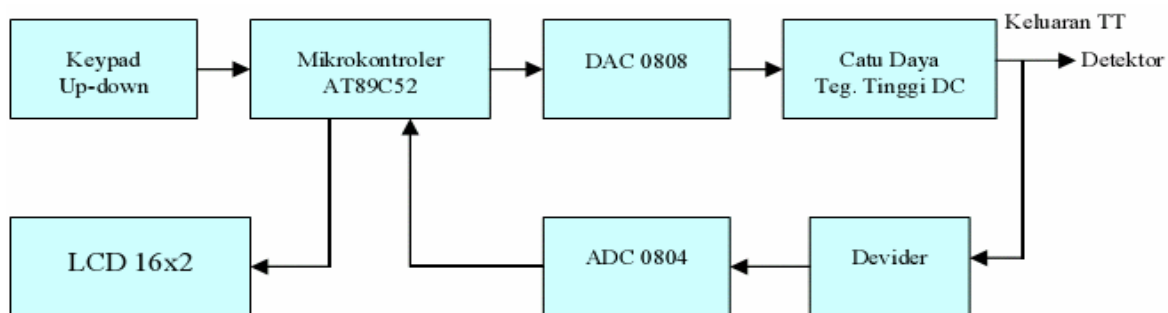 Keypad
Up-down
Mikrokontroler
AT89C52
DAC 0808
Catu Daya
Teg. Tinggi DC
Keluaran TT
Detektor
LCD 16x2
ADC 0804
Devider